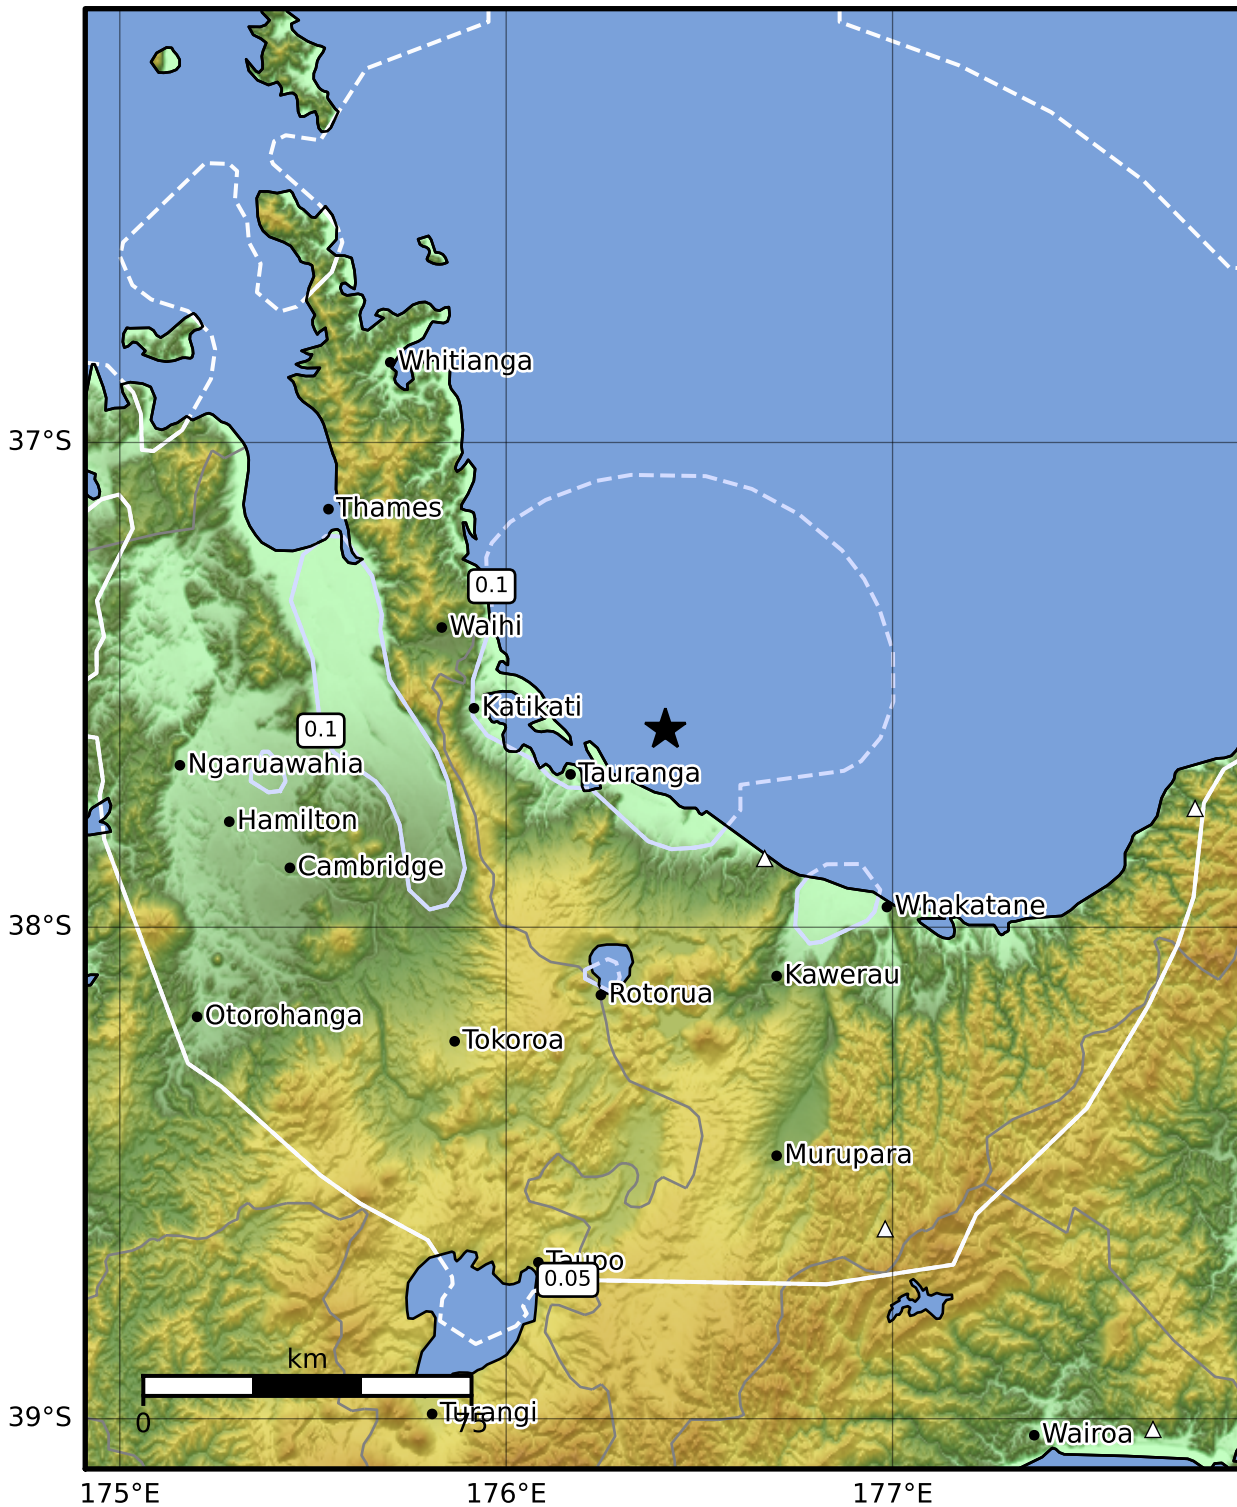 Whitianga
37°S
Thames
0.1
Waihi
Katikati
0.1
Ngaruawahia
Tauranga
Hamilton
Cambridge
Whakatane
38°S
Kawerau
Rotorua
Otorohanga
Tokoroa
Murupara
Taupo
0.05
km
0
75
Turangi
39°S
Wairoa
175°E
176°E
177°E